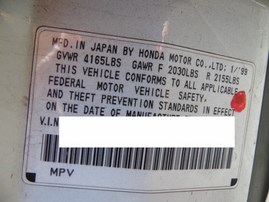 MFD. IN JAPAN BY HONDA MOTOR CO., LTD; 1/'99
GVWR 4165LBS GAWR F 2030LBS R 2155LBS
THIS VEHICLE CONFORMS TO ALL APPLICABLE
FEDERAL MOTOR VEHICLE SAFETY,
AND THEFT PREVENTION STANDARDS IN EFFECT
ON THE DATE OF MANUFACTURE
V.I.N
MPV